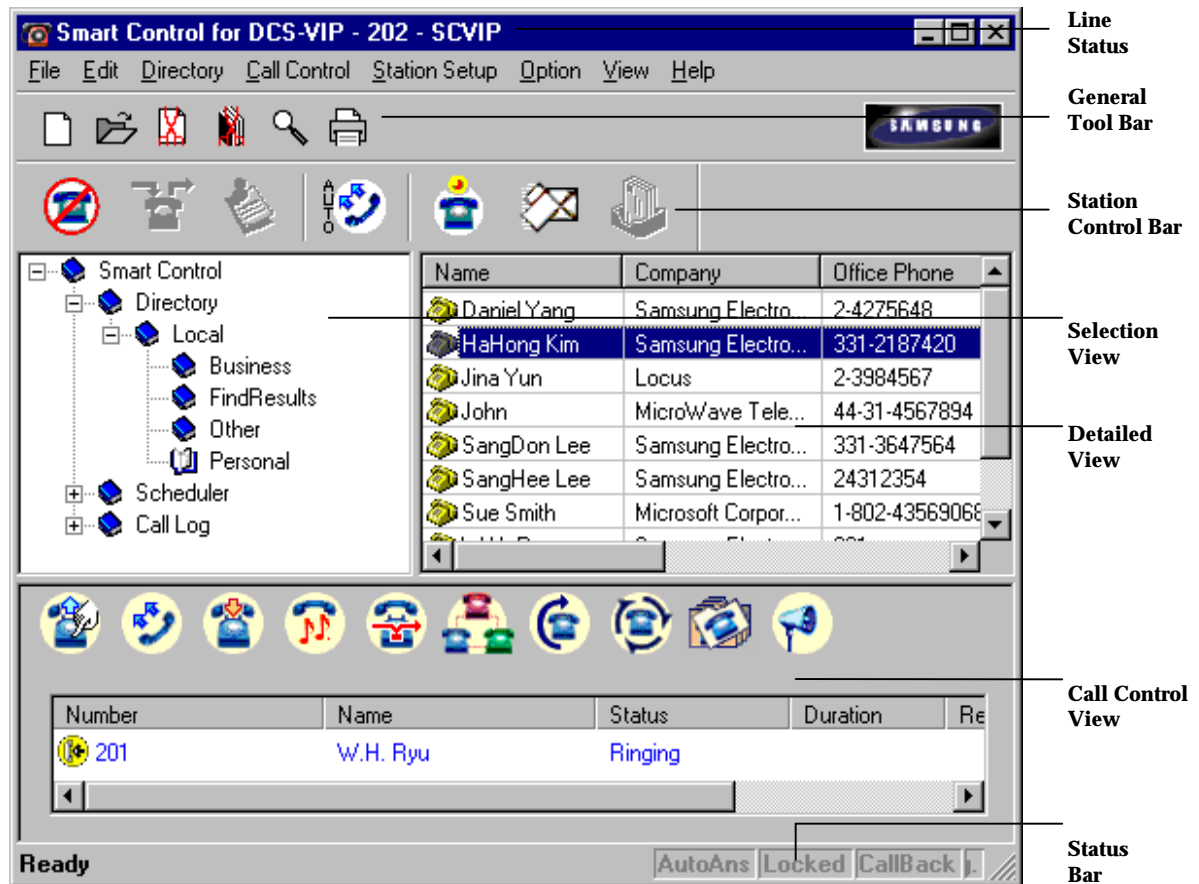 Smart Control for DCS-VIP - 202 - SCVIP
Line
Status
File Edit Directory Call Control Station Setup Option View Help
General
Tool Bar
SAMSUNG
AUTO
Station
Control Bar
Smart Control
Directory
Local
Business
FindResults
Other
Personal
Scheduler
Call Log
Name Company Office Phone
Daniel Yang Samsung Electro... 2-4275648
HaHong Kim Samsung Electro... 331-2187420
Jina Yun Locus 2-3984567
John MicroWave Tele... 44-31-4567894
SangDon Lee Samsung Electro... 331-3647564
SangHee Lee Samsung Electro... 24312354
Sue Smith Microsoft Corpor... 1-802-43569068
Selection
View
Detailed
View
Number Name Status Duration Re
201 W.H. Ryu Ringing
Call Control
View
Ready AutoAns Locked CallBack
Status
Bar